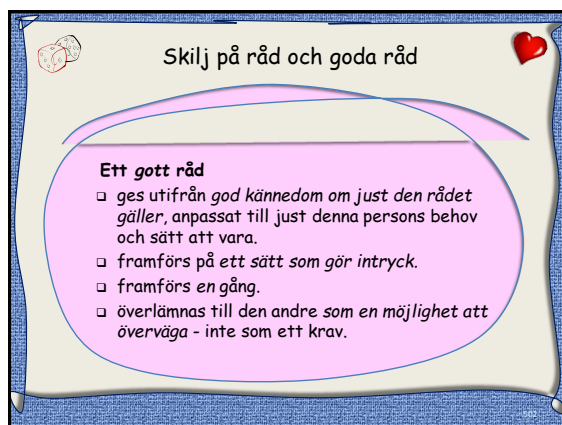 Skilj på råd och goda råd
Ett gott råd
❑ ges utifrån god kännedom om just den rådet
gäller, anpassat till just denna persons behov
och sätt att vara.
❑ framförs på ett sätt som gör intryck.
❑ framförs en gång.
❑ överlämnas till den andre som en möjlighet att
överväga - inte som ett krav.
502